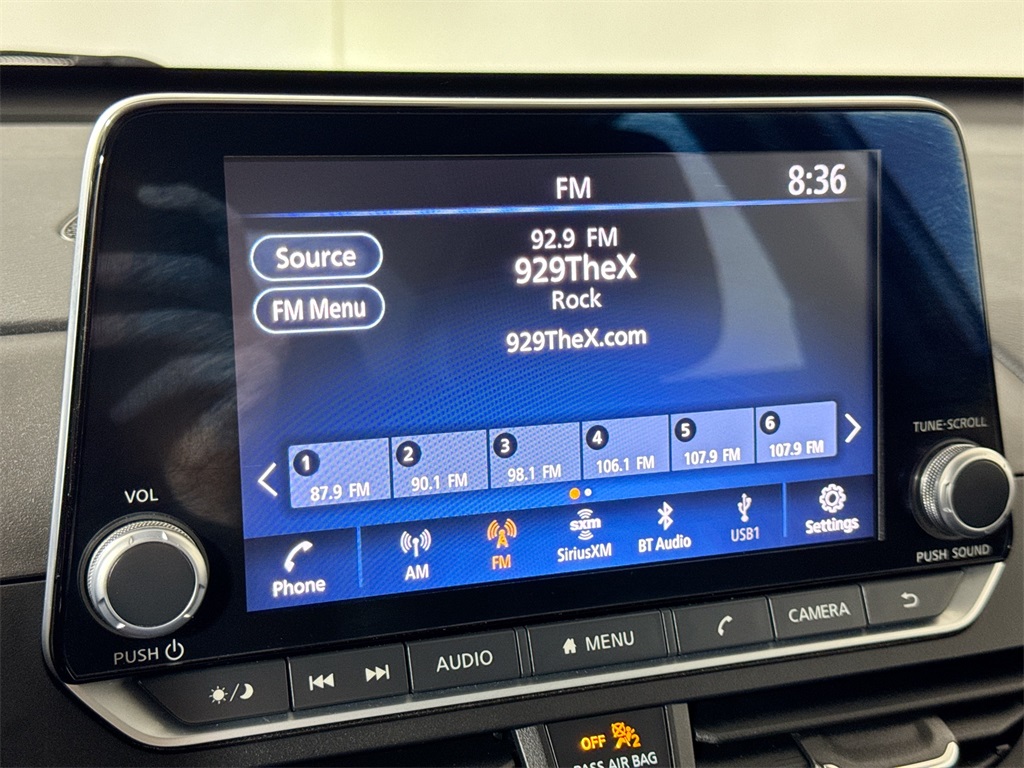 FM
8:36
Source
FM Menu
92.9 FM
929TheX
Rock
929TheX.com
1
87.9 FM
2
90.1 FM
3
98.1 FM
4
106.1 FM
5
107.9 FM
6
107.9 FM
Phone
AM
FM
sxm
SiriusXM
BT Audio
USB1
Settings
VOL
PUSH
TUNE·SCROLL
PUSH SOUND
AUDIO
MENU
CAMERA
OFF
2
PASS AIR BAG